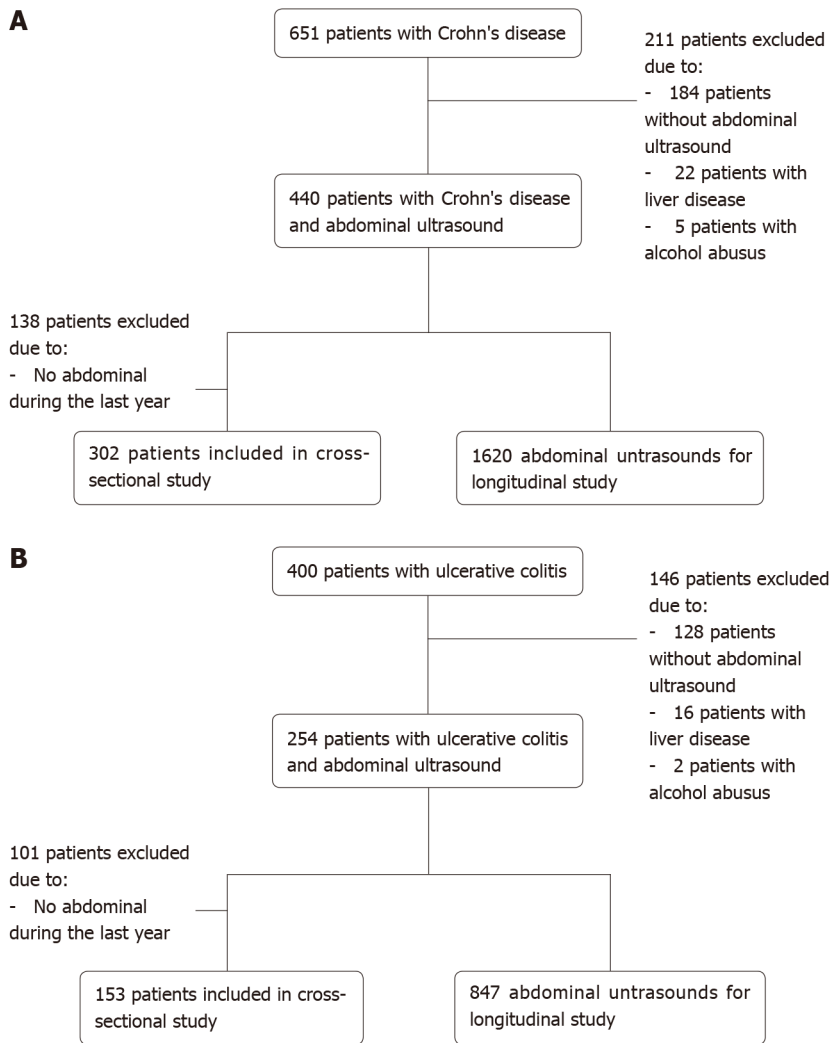 A
651 patients with Crohn's disease
211 patients excluded
due to:
- 184 patients
without abdominal
ultrasound
- 22 patients with
liver disease
- 5 patients with
alcohol abusus
440 patients with Crohn's disease
and abdominal ultrasound
138 patients excluded
due to:
- No abdominal
during the last year
302 patients included in cross-
sectional study
1620 abdominal untrasounds for
longitudinal study
B
400 patients with ulcerative colitis
146 patients excluded
due to:
- 128 patients
without abdominal
ultrasound
- 16 patients with
liver disease
- 2 patients with
alcohol abusus
254 patients with ulcerative colitis
and abdominal ultrasound
101 patients excluded
due to:
- No abdominal
during the last year
153 patients included in cross-
sectional study
847 abdominal untrasounds for
longitudinal study